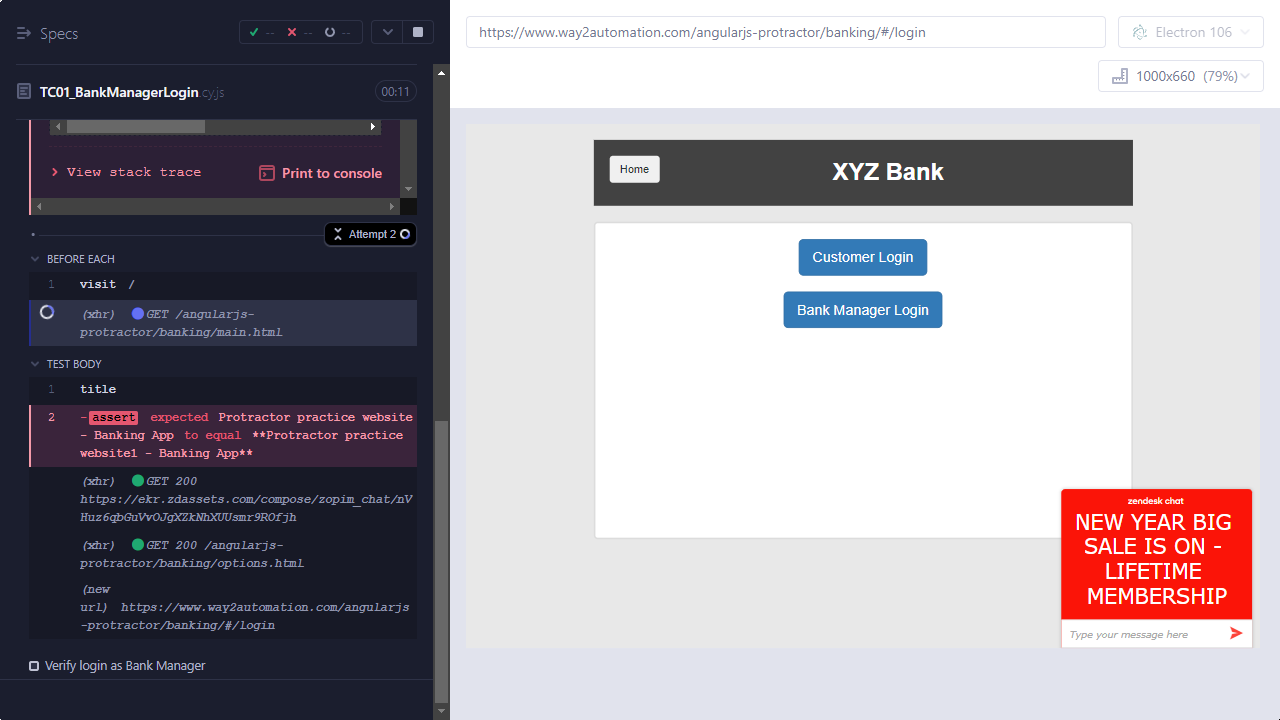 Specs
-- -- --
TC01_BankManagerLogin.cy.js
00:11
View stack trace
Print to console
Attempt 2
BEFORE EACH
1 visit /
(xhr) GET /angularjs-
protractor/banking/main.html
TEST BODY
1 title
2 -assert expected Protractor practice website
- Banking App to equal **Protractor practice
website1 - Banking App**
(xhr) GET 200
https://ekr.zdassets.com/compose/zopim_chat/nV
Huz6qbGuVvOJgXZkNhXUUsmr9ROfjh
(xhr) GET 200 /angularjs-
protractor/banking/options.html
(new
url) https://www.way2automation.com/angularjs
-protractor/banking/#/login
Verify login as Bank Manager
https://www.way2automation.com/angularjs-protractor/banking/#/login
Electron 106
1000x660 (79%)
Home
XYZ Bank
Customer Login
Bank Manager Login
zendesk chat
NEW YEAR BIG
SALE IS ON -
LIFETIME
MEMBERSHIP
Type your message here